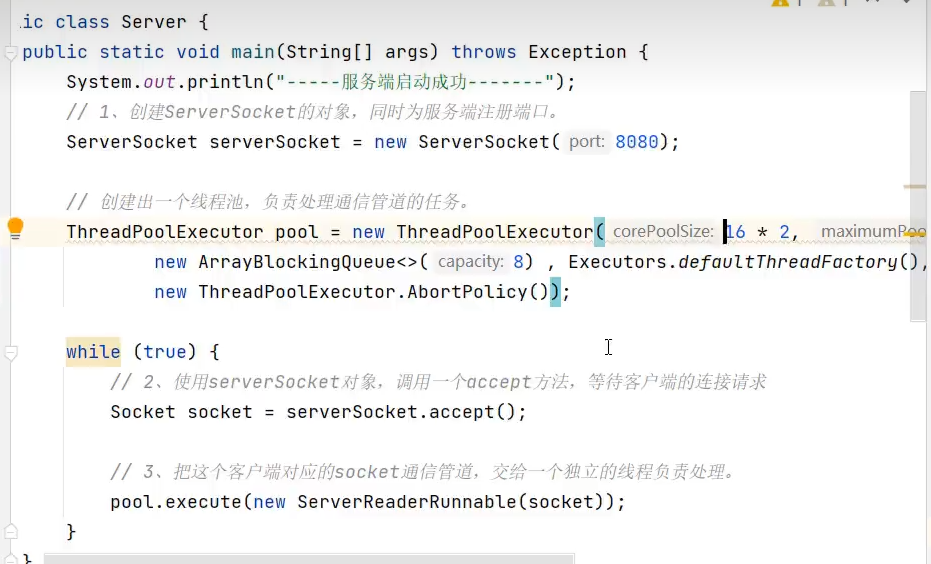 .ic class Server {
public static void main(String[] args) throws Exception {
System.out.println("-----服务端启动成功-------");
// 1、创建ServerSocket的对象，同时为服务端注册端口。
ServerSocket serverSocket = new ServerSocket( port: 8080);
// 创建出一个线程池，负责处理通信管道的任务。
ThreadPoolExecutor pool = new ThreadPoolExecutor( corePoolSize: 16 * 2, maximumPoo
new ArrayBlockingQueue<>( capacity: 8) , Executors.defaultThreadFactory(),
new ThreadPoolExecutor.AbortPolicy());
while (true) {
// 2、使用serverSocket对象，调用一个accept方法，等待客户端的连接请求
Socket socket = serverSocket.accept();
// 3、把这个客户端对应的socket通信管道，交给一个独立的线程负责处理。
pool.execute(new ServerReaderRunnable(socket));
}
}